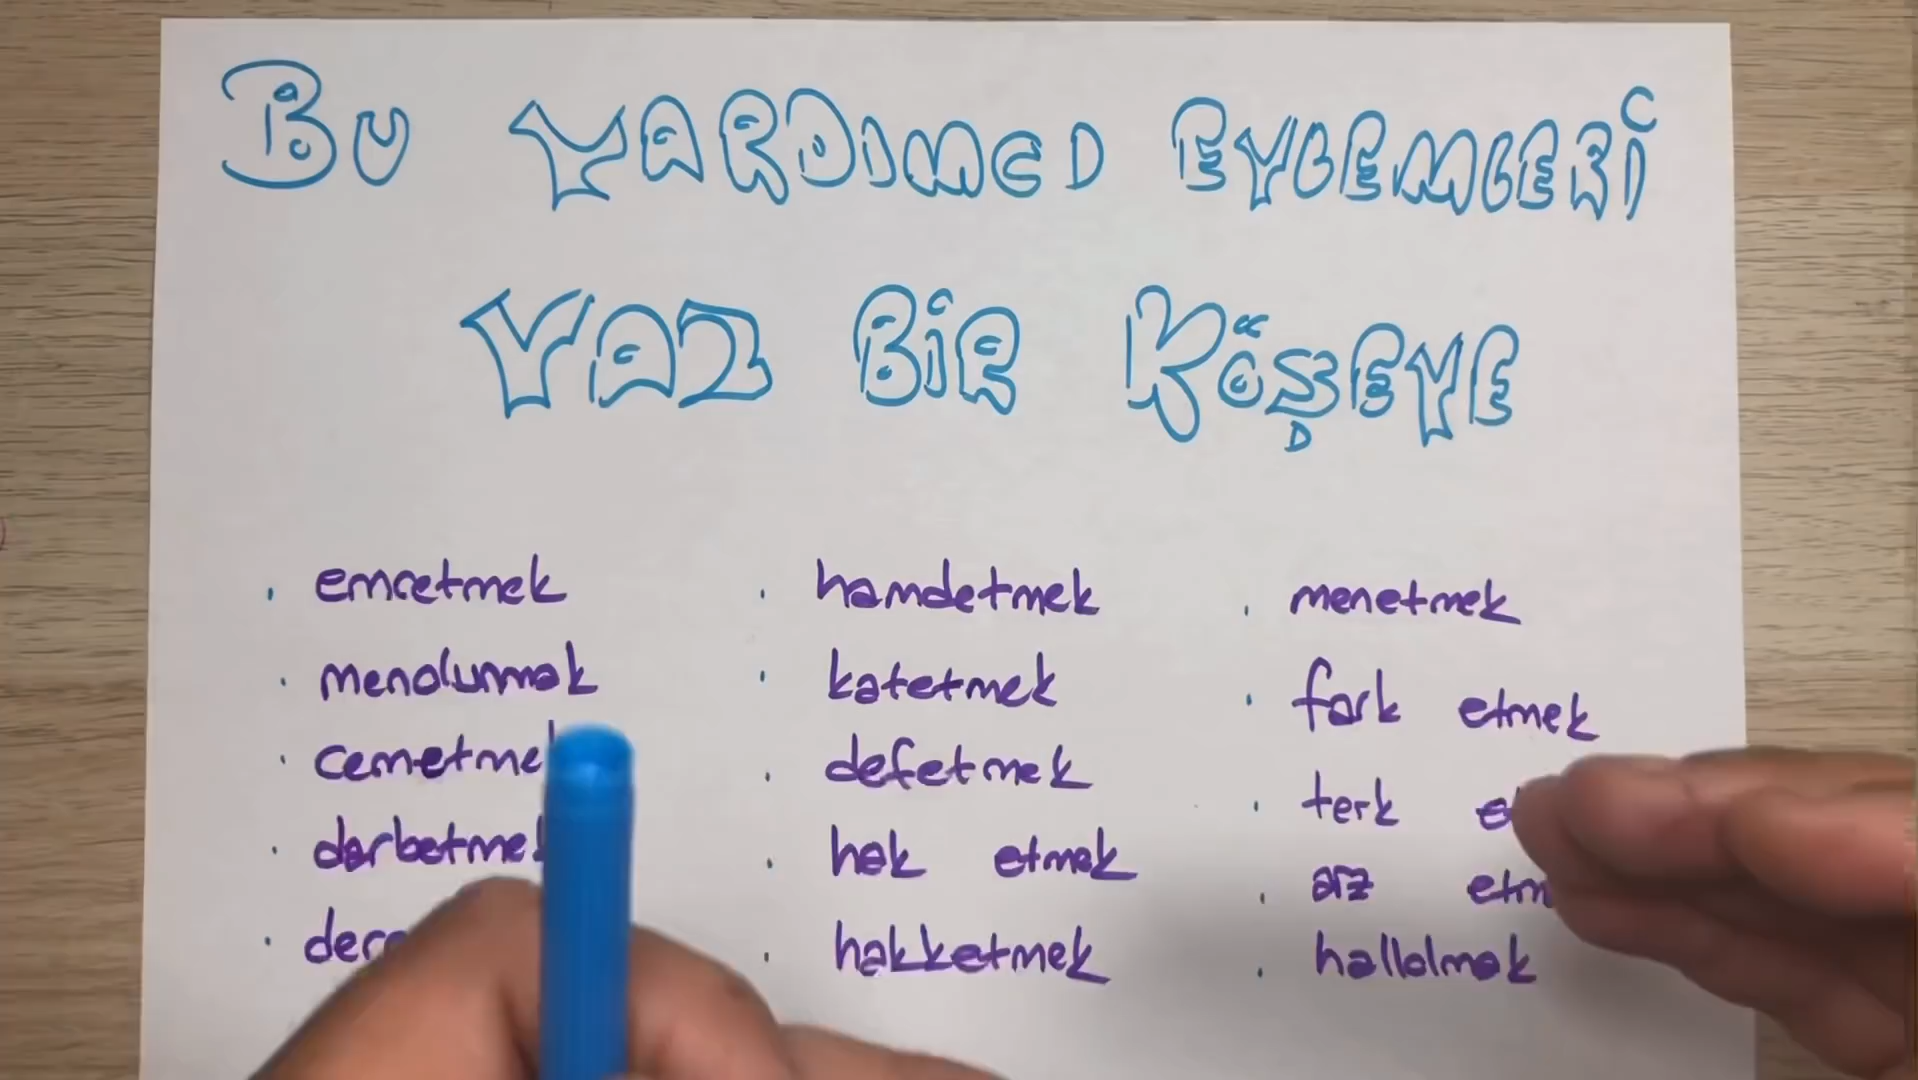 BU YARDIMCI EYLEMLERİ
YAZ BİR KÖŞEYE
. emretmek
. menolunmak
. cemetme
. darbetme
. hamdetmek
. katetmek
. defetmek
. hak etmek
. hakketmek
. menetmek
. fark etmek
. terk
. arz etm
. hallolmak